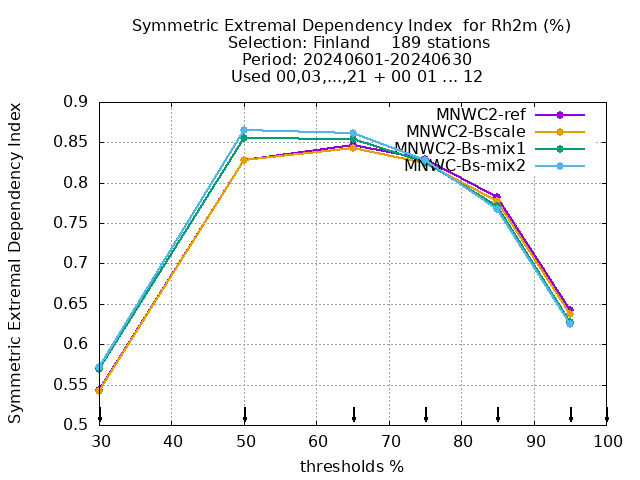 Symmetric Extremal Dependency Index  for Rh2m (%)
Selection: Finland    189 stations
Period: 20240601-20240630
Used 00,03,...,21 + 00 01 ... 12
Symmetric Extremal Dependency Index
0.9
0.85
0.8
0.75
0.7
0.65
0.6
0.55
0.5
MNWC2-ref
MNWC2-Bscale
MNWC2-Bs-mix1
MNWC-Bs-mix2
30 40 50 60 70 80 90 100
thresholds %